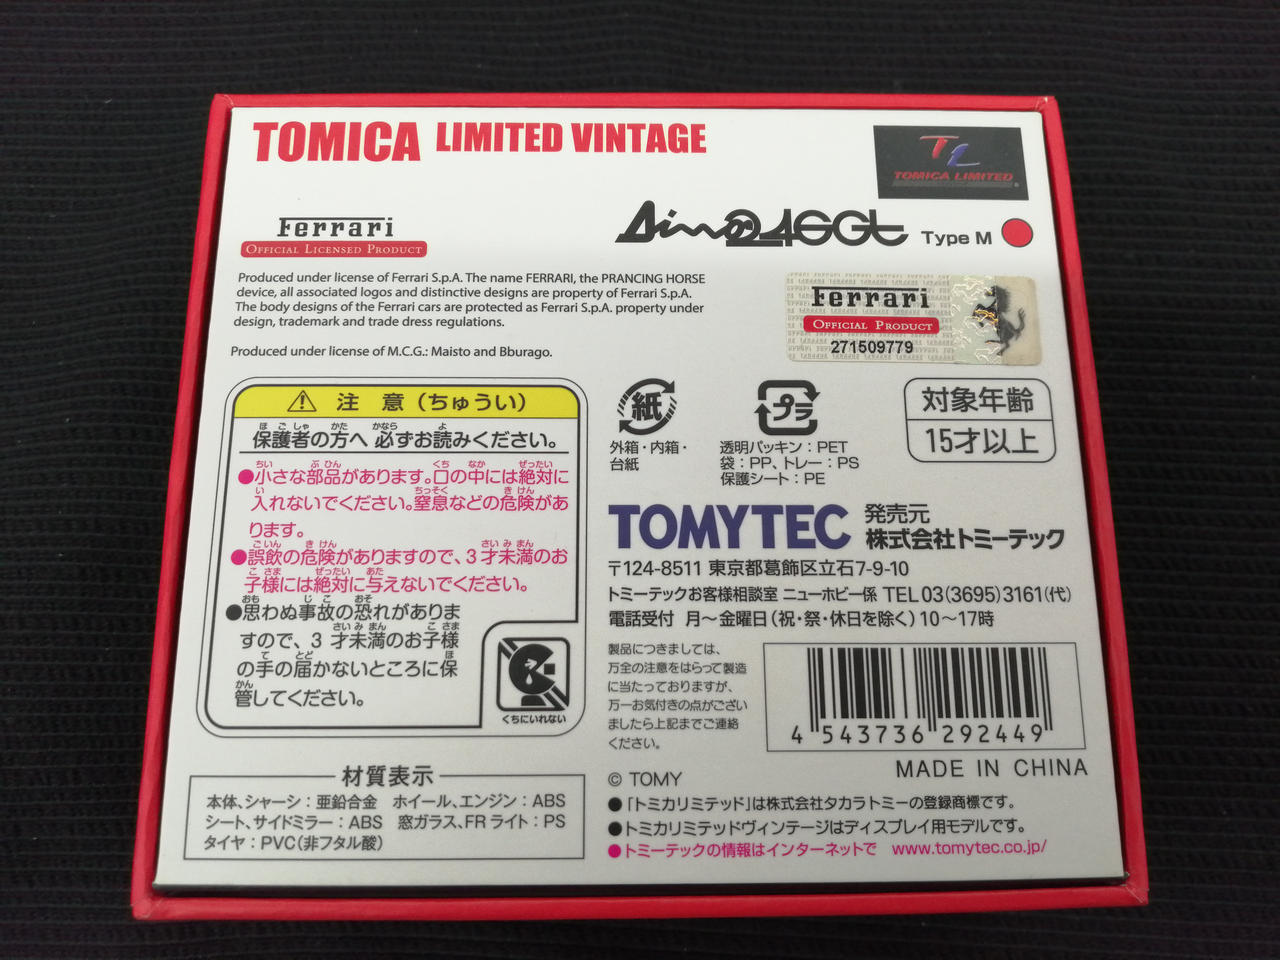 TOMICA LIMITED VINTAGE
TL
TOMICA LIMITED
Ferrari
OFFICIAL LICENSED PRODUCT
Dino 246GT Type M
Produced under license of Ferrari S.p.A. The name FERRARI, the PRANCING HORSE
device, all associated logos and distinctive designs are property of Ferrari S.p.A.
The body designs of the Ferrari cars are protected as Ferrari S.p.A. property under
design, trademark and trade dress regulations.
Produced under license of M.C.G.: Maisto and Bburago.
Ferrari
OFFICIAL PRODUCT
271509779
注 意 (ちゅうい)
保護者の方へ 必ずお読みください。
●小さな部品があります。口の中には絶対に
入れないでください。窒息などの危険があ
ります。
●誤飲の危険がありますので、3才未満のお
子様には絶対に与えないでください。
●思わぬ事故の恐れがありま
すので、3才未満のお子様
の手の届かないところに保
管してください。
くちにいれない
紙
外箱・内箱・
台紙
プラ
透明パッキン:PET
袋:PP、トレー:PS
保護シート:PE
対象年齢
15才以上
TOMYTEC 発売元
株式会社トミーテック
〒124-8511 東京都葛飾区立石7-9-10
トミーテックお客様相談室 ニューホビー係 TEL 03(3695)3161(代)
電話受付 月~金曜日(祝・祭・休日を除く)10~17時
製品につきましては、
万全の注意をはらって製造
に当たっておりますが、
万一お気付きの点がござい
ましたら上記までご連絡
ください。
4 543736 292449
MADE IN CHINA
材質表示
本体、シャーシ:亜鉛合金 ホイール、エンジン:ABS
シート、サイドミラー:ABS 窓ガラス、FRライト:PS
タイヤ:PVC(非フタル酸)
© TOMY
●「トミカリミテッド」は株式会社タカラトミーの登録商標です。
●トミカリミテッドヴィンテージはディスプレイ用モデルです。
●トミーテックの情報はインターネットで www.tomytec.co.jp/